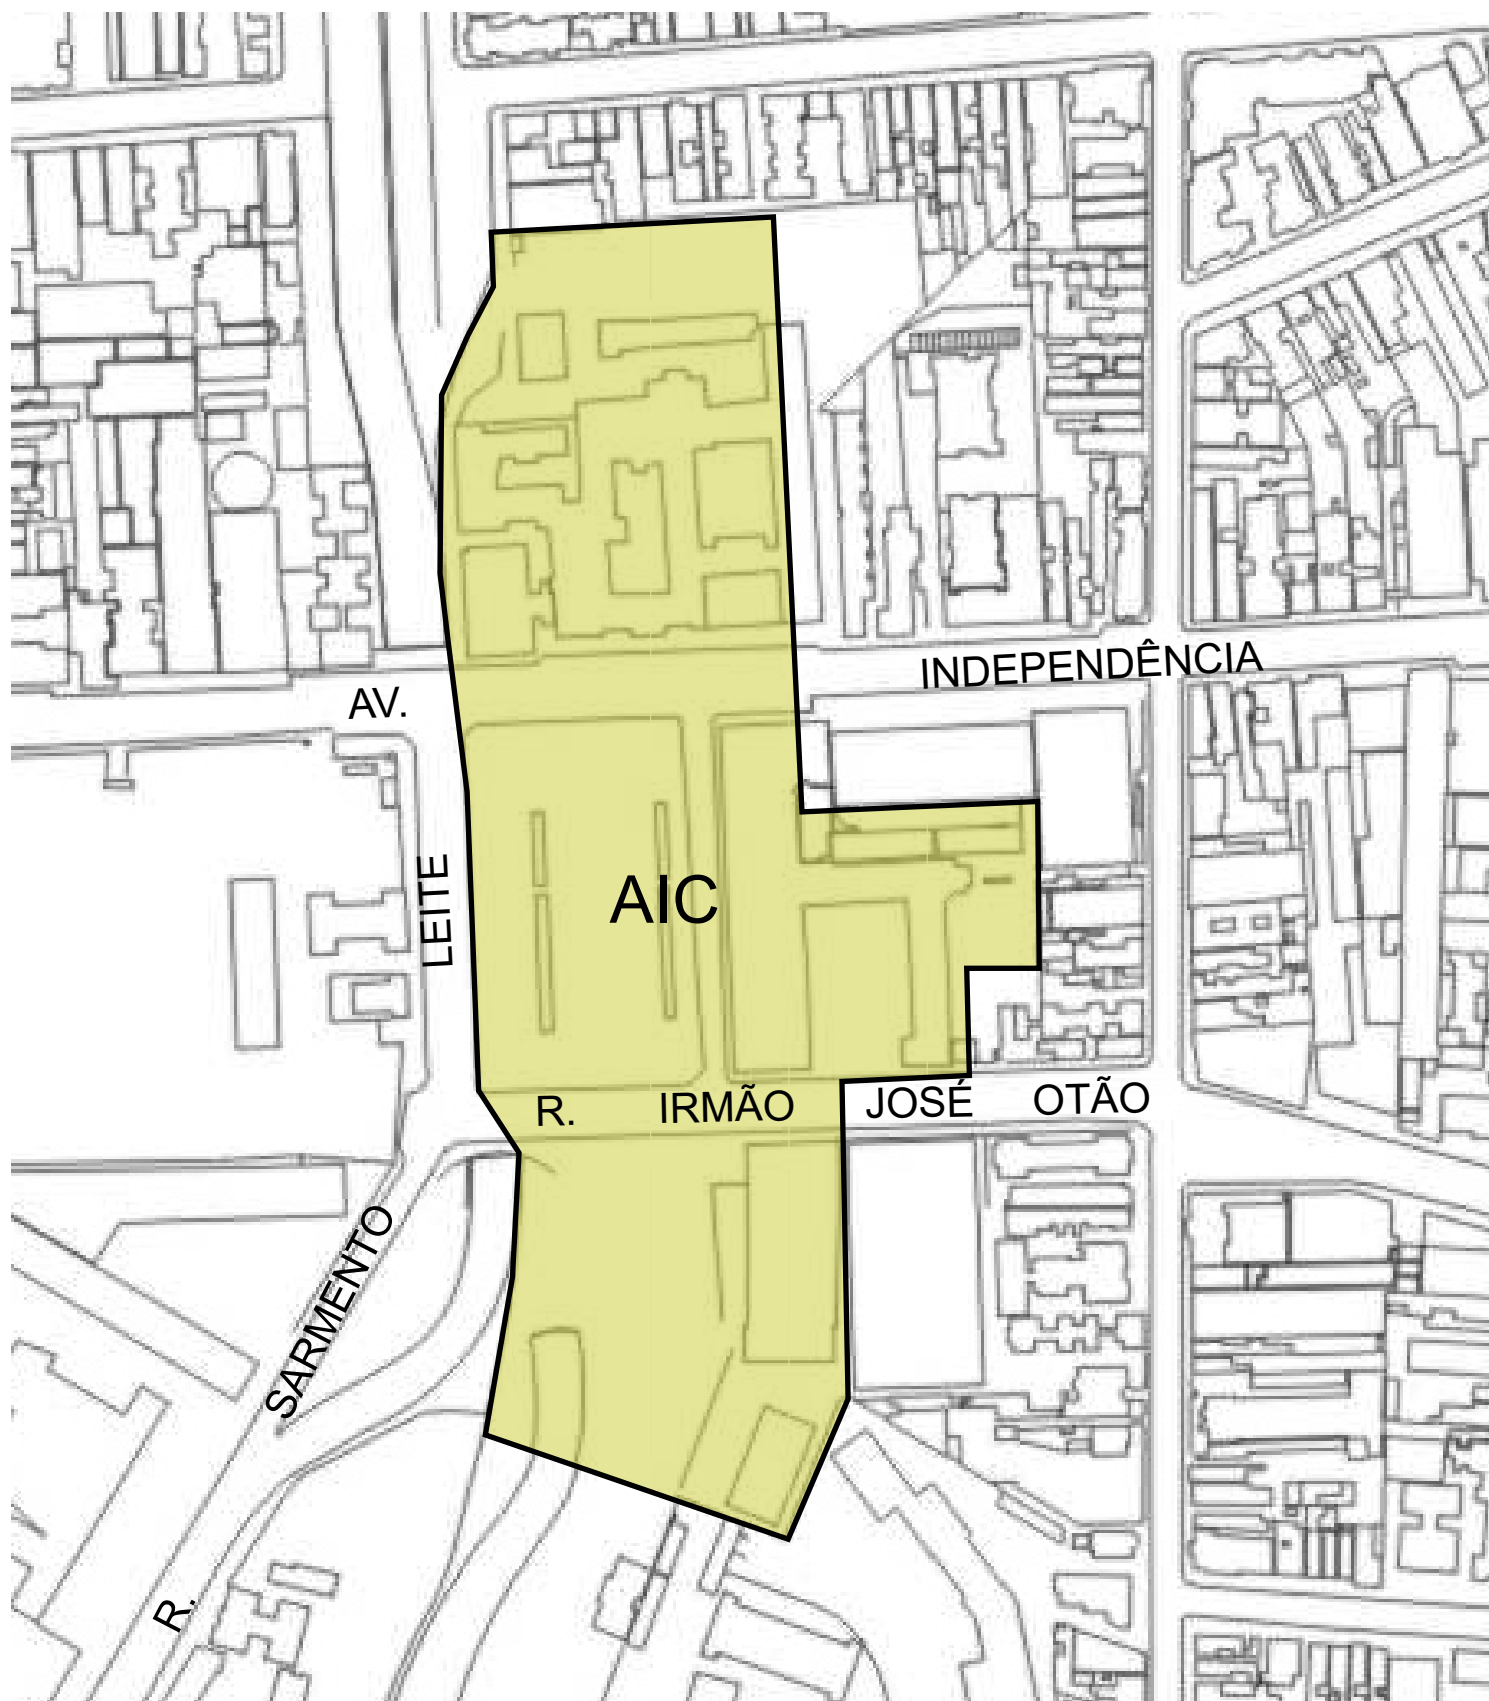 AV. INDEPENDÊNCIA
AIC
R. IRMÃO JOSÉ OTÃO
R. SARMENTO LEITE